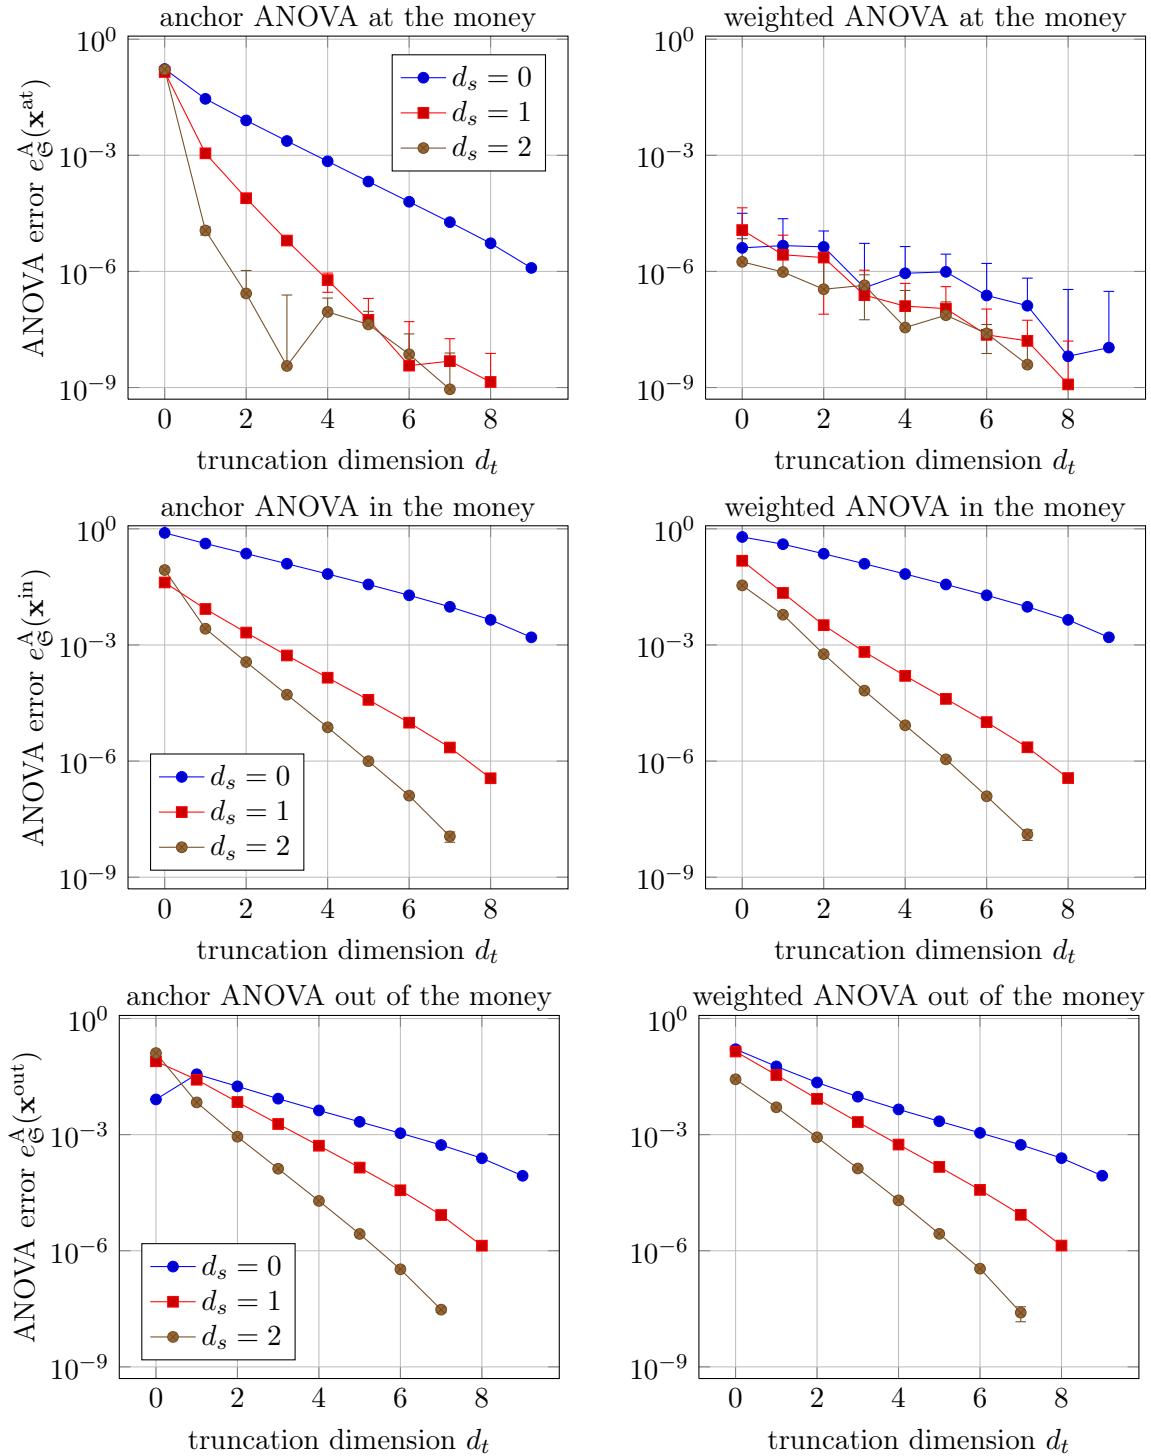 anchor ANOVA at the money
weighted ANOVA at the money
ANOVA error e_𝔖^A(x^at)
10^0
10^−3
10^−6
10^−9
d_s = 0
d_s = 1
d_s = 2
0 2 4 6 8
truncation dimension d_t
10^0
10^−3
10^−6
10^−9
0 2 4 6 8
truncation dimension d_t
anchor ANOVA in the money
weighted ANOVA in the money
ANOVA error e_𝔖^A(x^in)
10^0
10^−3
10^−6
10^−9
d_s = 0
d_s = 1
d_s = 2
0 2 4 6 8
truncation dimension d_t
10^0
10^−3
10^−6
10^−9
0 2 4 6 8
truncation dimension d_t
anchor ANOVA out of the money
weighted ANOVA out of the money
ANOVA error e_𝔖^A(x^out)
10^0
10^−3
10^−6
10^−9
d_s = 0
d_s = 1
d_s = 2
0 2 4 6 8
truncation dimension d_t
10^0
10^−3
10^−6
10^−9
0 2 4 6 8
truncation dimension d_t